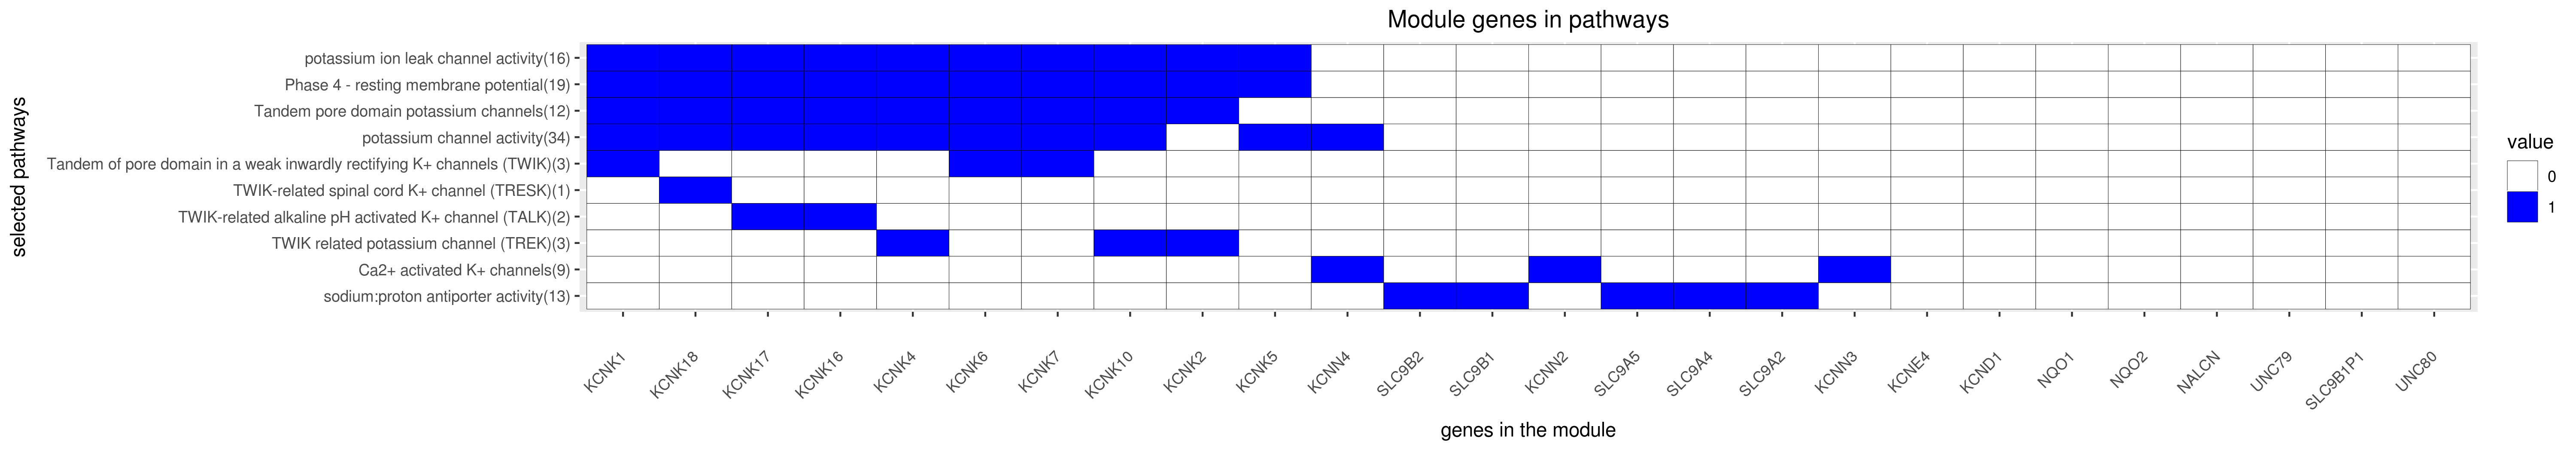 Module genes in pathways
selected pathways
potassium ion leak channel activity(16)
Phase 4 - resting membrane potential(19)
Tandem pore domain potassium channels(12)
potassium channel activity(34)
Tandem of pore domain in a weak inwardly rectifying K+ channels (TWIK)(3)
TWIK-related spinal cord K+ channel (TRESK)(1)
TWIK-related alkaline pH activated K+ channel (TALK)(2)
TWIK related potassium channel (TREK)(3)
Ca2+ activated K+ channels(9)
sodium:proton antiporter activity(13)
value
0
1
KCNK1
KCNK18
KCNK17
KCNK16
KCNK4
KCNK6
KCNK7
KCNK10
KCNK2
KCNK5
KCNN4
SLC9B2
SLC9B1
KCNN2
SLC9A5
SLC9A4
SLC9A2
KCNN3
KCNE4
KCND1
NQO1
NQO2
NALCN
UNC79
SLC9B1P1
UNC80
genes in the module